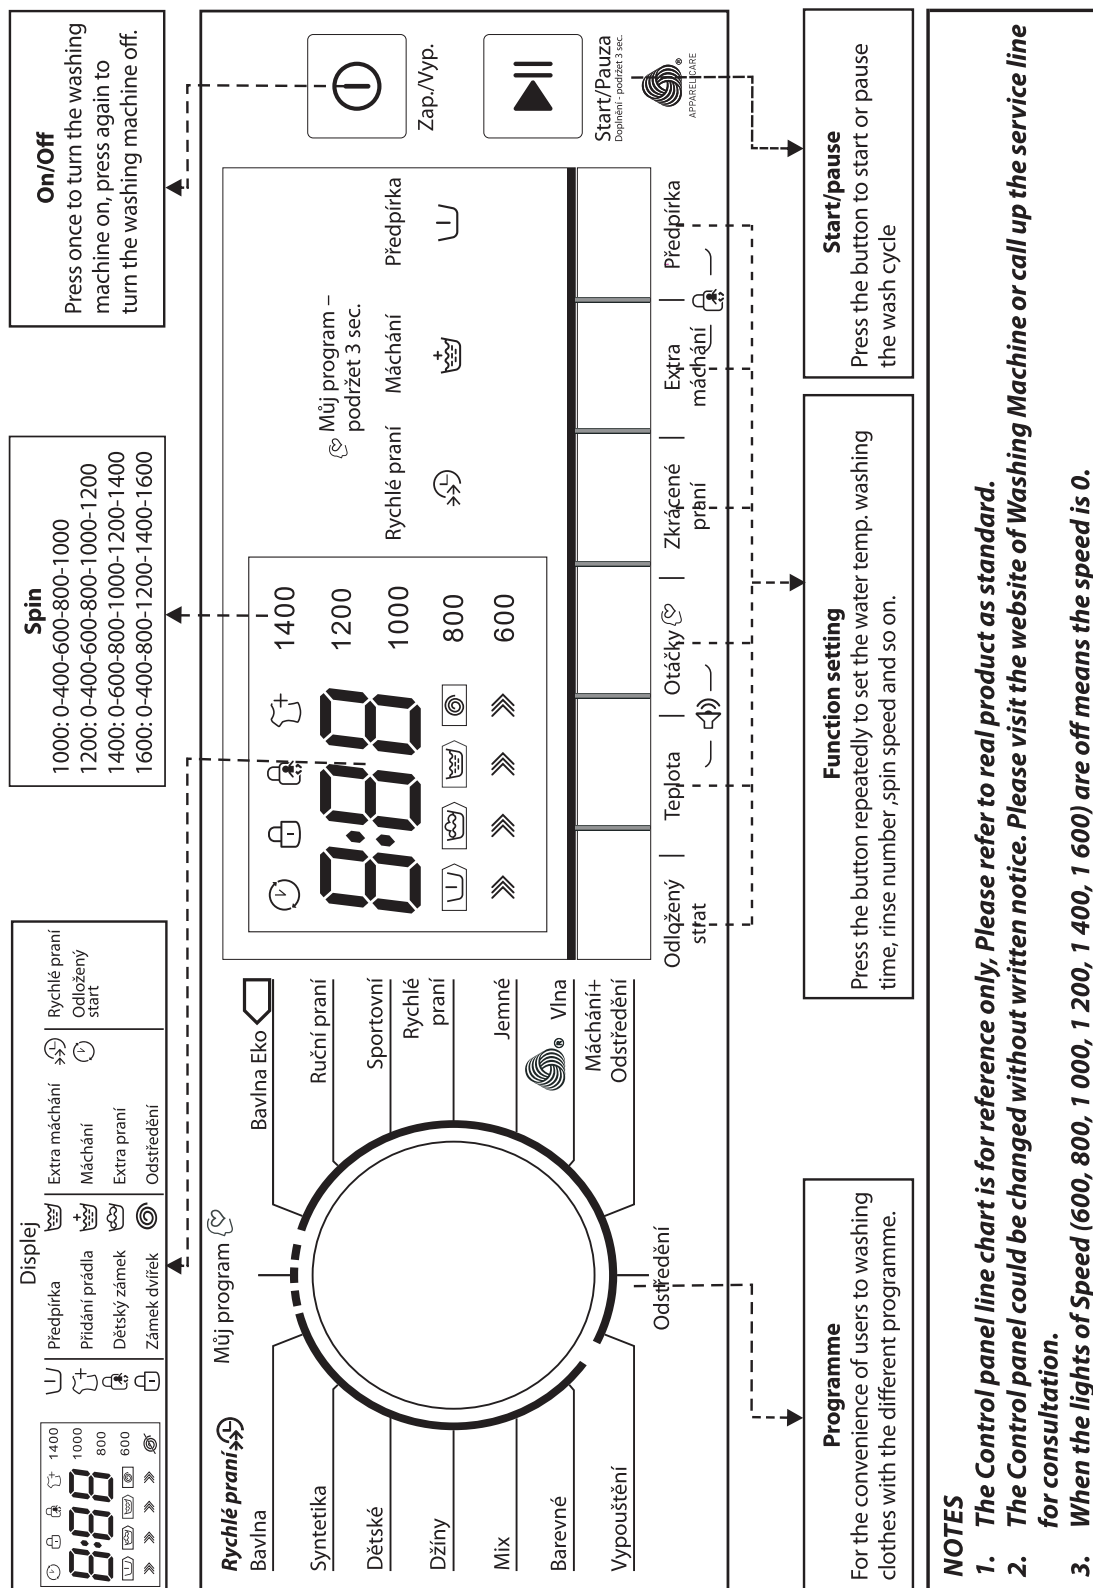 Displej
1400
1000
800
600
8:88
Předpírka
Přidání prádla
Dětský zámek
Zámek dvířek
Extra máchání
Máchání
Extra praní
Odstředění
Rychlé praní
Odložený
start
Spin
1000: 0-400-600-800-1000
1200: 0-400-600-800-1000-1200
1400: 0-600-800-1000-1200-1400
1600: 0-400-800-1200-1400-1600
On/Off
Press once to turn the washing
machine on, press again to
turn the washing machine off.
Rychlé praní
Bavlna
Syntetika
Dětské
Džíny
Mix
Barevné
Vypouštění
Můj program
Odstředění
Bavlna Eko
Ruční praní
Sportovní
Rychlé
praní
Jemné
® Vlna
Máchání+
Odstředění
8:88
1400
1200
1000
800
600
Můj program –
podržet 3 sec.
Rychlé praní
Máchání
Předpírka
Odložený
strat
Teplota
Otáčky
Zkrácené
praní
Extra
máchání
Předpírka
Zap./Vyp.
Start/Pauza
Doplnění - podržet 3 sec.
®
APPARELCARE
Programme
For the convenience of users to washing
clothes with the different programme.
Function setting
Press the button repeatedly to set the water temp. washing
time, rinse number ,spin speed and so on.
Start/pause
Press the button to start or pause
the wash cycle
NOTES
1. The Control panel line chart is for reference only, Please refer to real product as standard.
2. The Control panel could be changed without written notice. Please visit the website of Washing Machine or call up the service line
for consultation.
3. When the lights of Speed (600, 800, 1 000, 1 200, 1 400, 1 600) are off means the speed is 0.